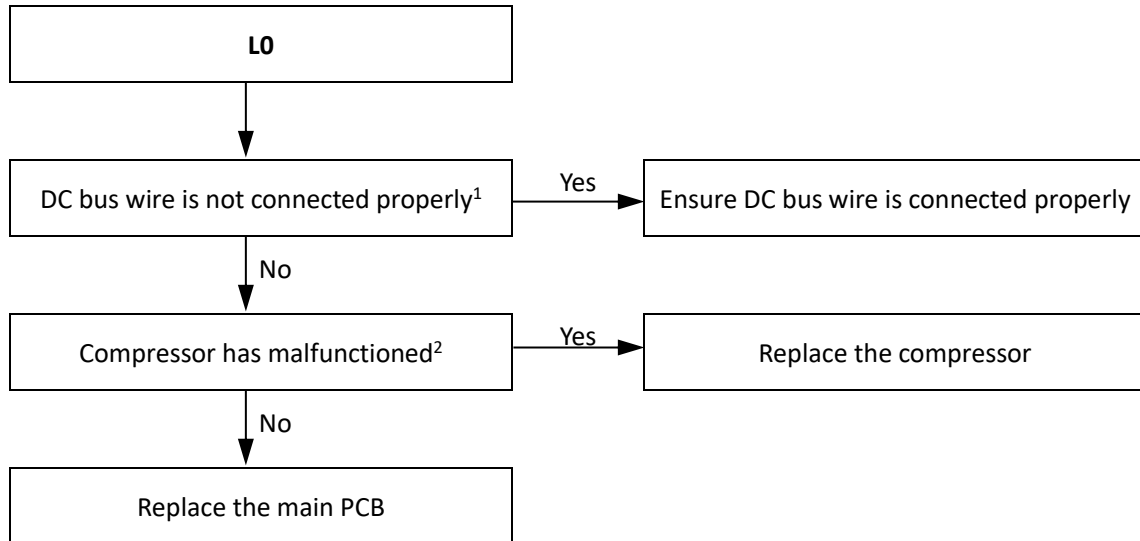 L0
DC bus wire is not connected properly¹
Yes
Ensure DC bus wire is connected properly
No
Compressor has malfunctioned²
Yes
Replace the compressor
No
Replace the main PCB